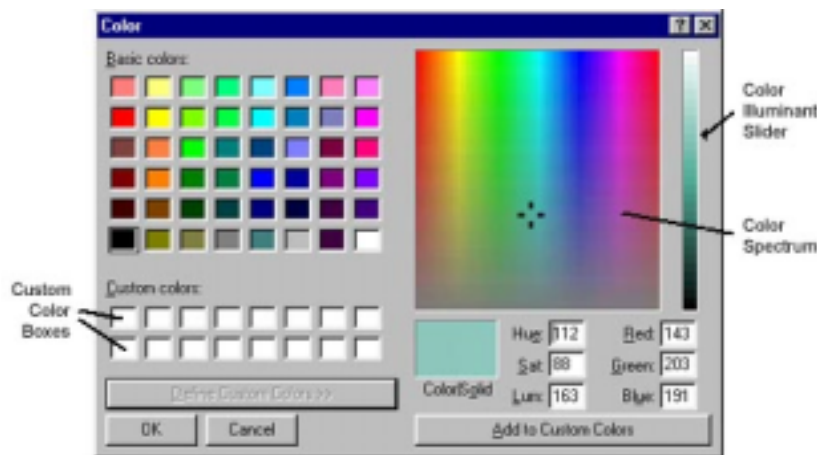 Color
Basic colors:
Custom colors:
Define Custom Colors >>
OK
Cancel
Color|Solid
Hue: 112
Sat: 88
Lum: 163
Red: 143
Green: 203
Blue: 191
Add to Custom Colors
Color
Illuminant
Slider
Color
Spectrum
Custom
Color
Boxes